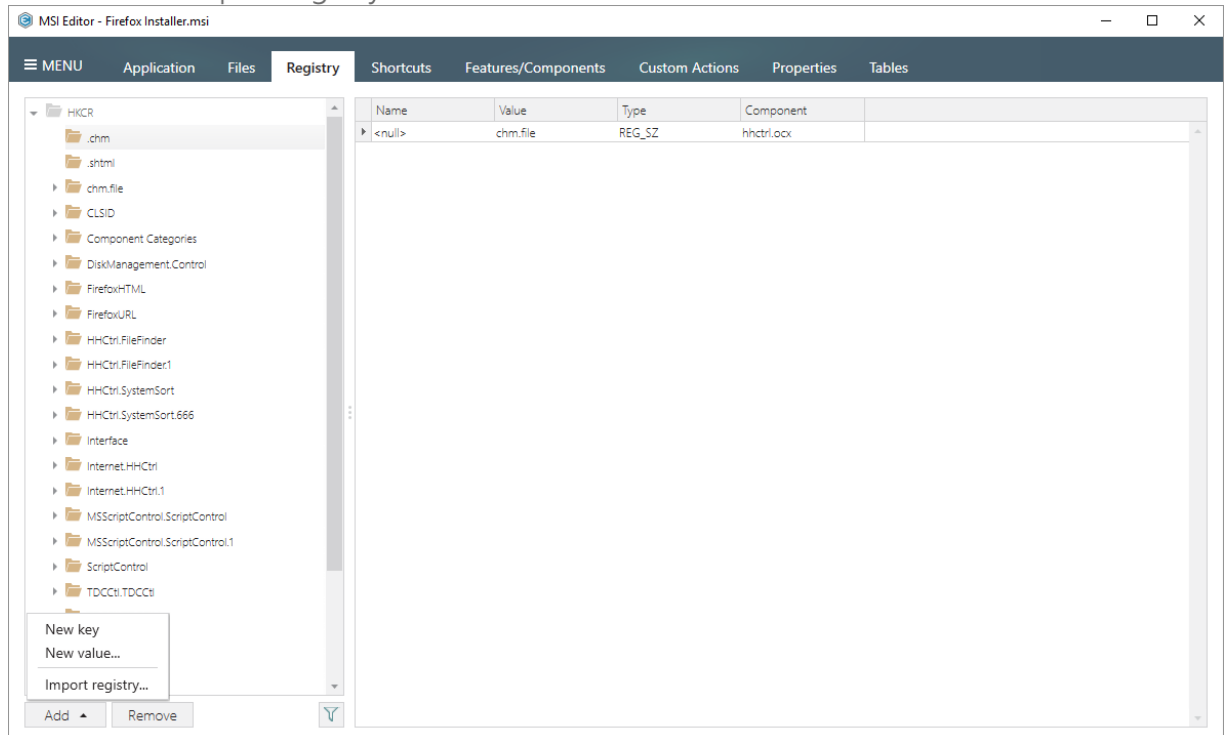 MSI Editor - Firefox Installer.msi
MENU Application Files Registry Shortcuts Features/Components Custom Actions Properties Tables
HKCR
.chm
.shtml
chm.file
CLSID
Component Categories
DiskManagement.Control
FirefoxHTML
FirefoxURL
HHCtrl.FileFinder
HHCtrl.FileFinder.1
HHCtrl.SystemSort
HHCtrl.SystemSort.666
Interface
Internet.HHCtrl
Internet.HHCtrl.1
MSScriptControl.ScriptControl
MSScriptControl.ScriptControl.1
ScriptControl
TDCCtl.TDCCtl
New key
New value...
Import registry...
Add Remove
Name Value Type Component
<null> chm.file REG_SZ hhctrl.ocx